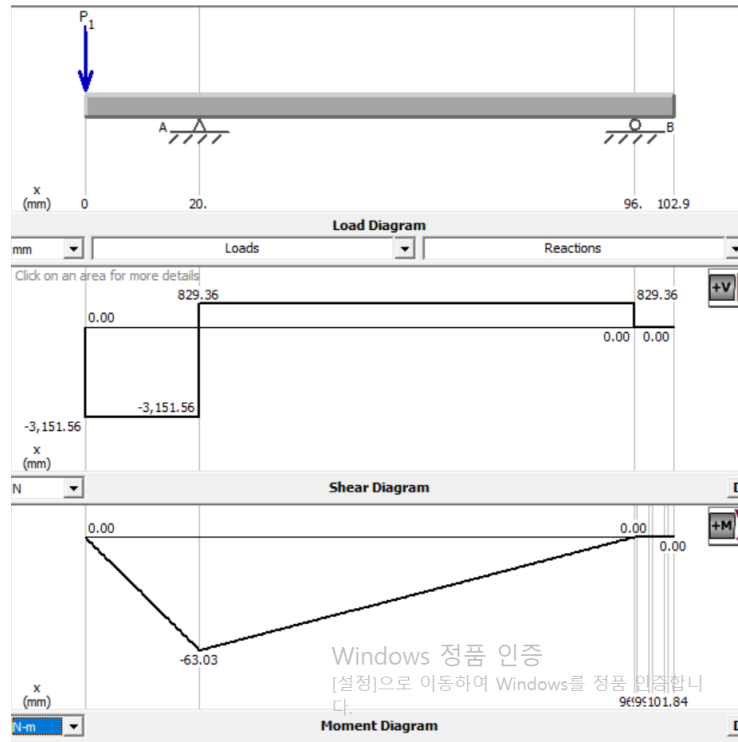 P1
A
B
x
(mm) 0 20. 96. 102.9
Load Diagram
mm Loads Reactions
Click on an area for more details
829.36 829.36
+V
0.00
0.00 0.00
-3,151.56
-3,151.56
x
(mm)
N Shear Diagram
0.00 0.00
+M
0.00
-63.03
Windows 정품 인증
[설정]으로 이동하여 Windows를 정품 인증합니
다.
x
(mm) 101.84
N-m Moment Diagram